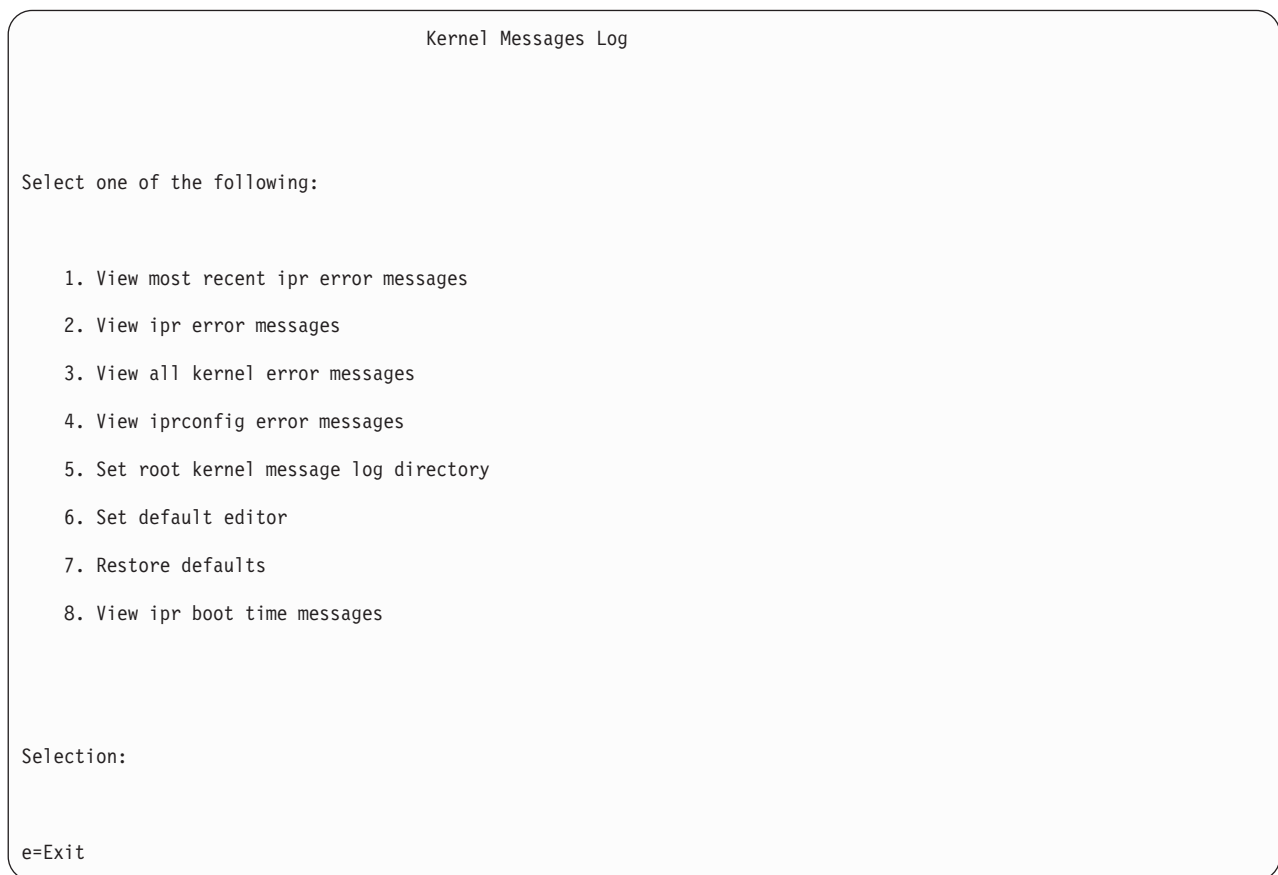 Kernel Messages Log
Select one of the following:
1. View most recent ipr error messages
2. View ipr error messages
3. View all kernel error messages
4. View iprconfig error messages
5. Set root kernel message log directory
6. Set default editor
7. Restore defaults
8. View ipr boot time messages
Selection:
e=Exit